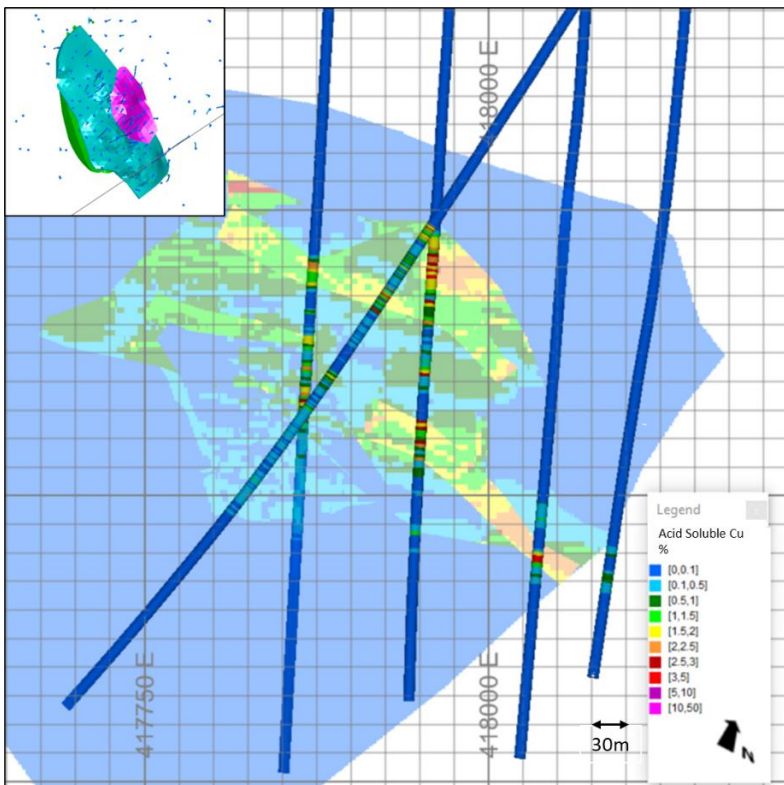 418000 E
417750 E
418000 E
30m
Legend
Acid Soluble Cu
%
[0,0.1]
[0.1,0.5]
[0.5,1]
[1,1.5]
[1.5,2]
[2,2.5]
[2.5,3]
[3,5]
[5,10]
[10,50]
N